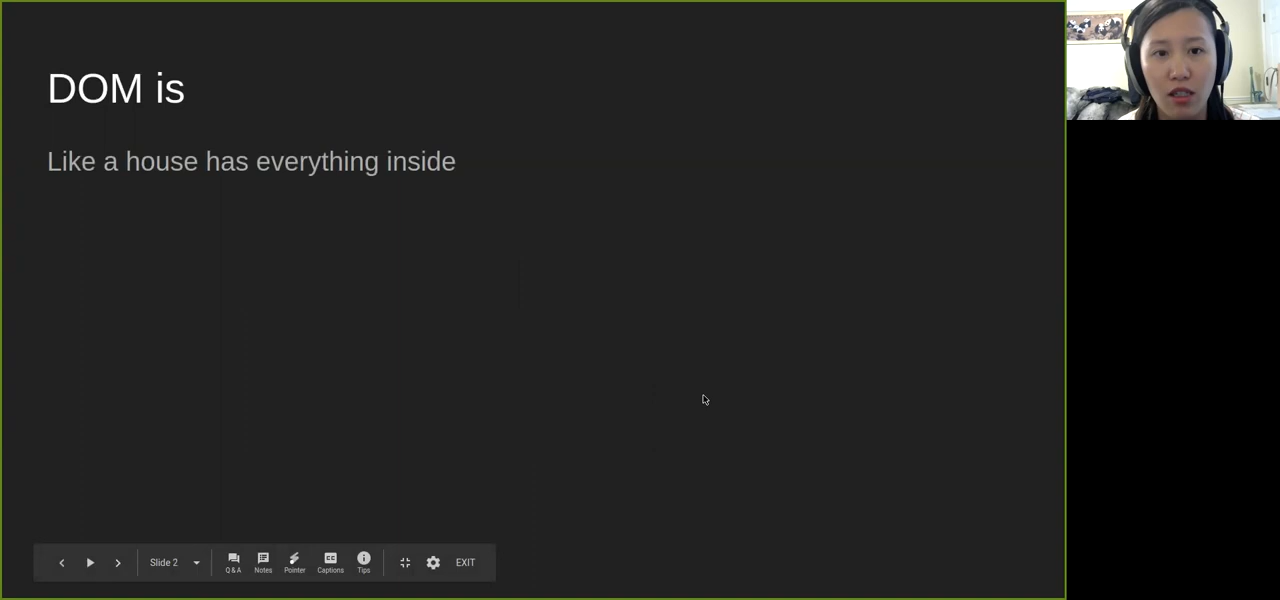 DOM is
Like a house has everything inside
Slide 2
Q & A
Notes
Pointer
Captions
Tips
EXIT